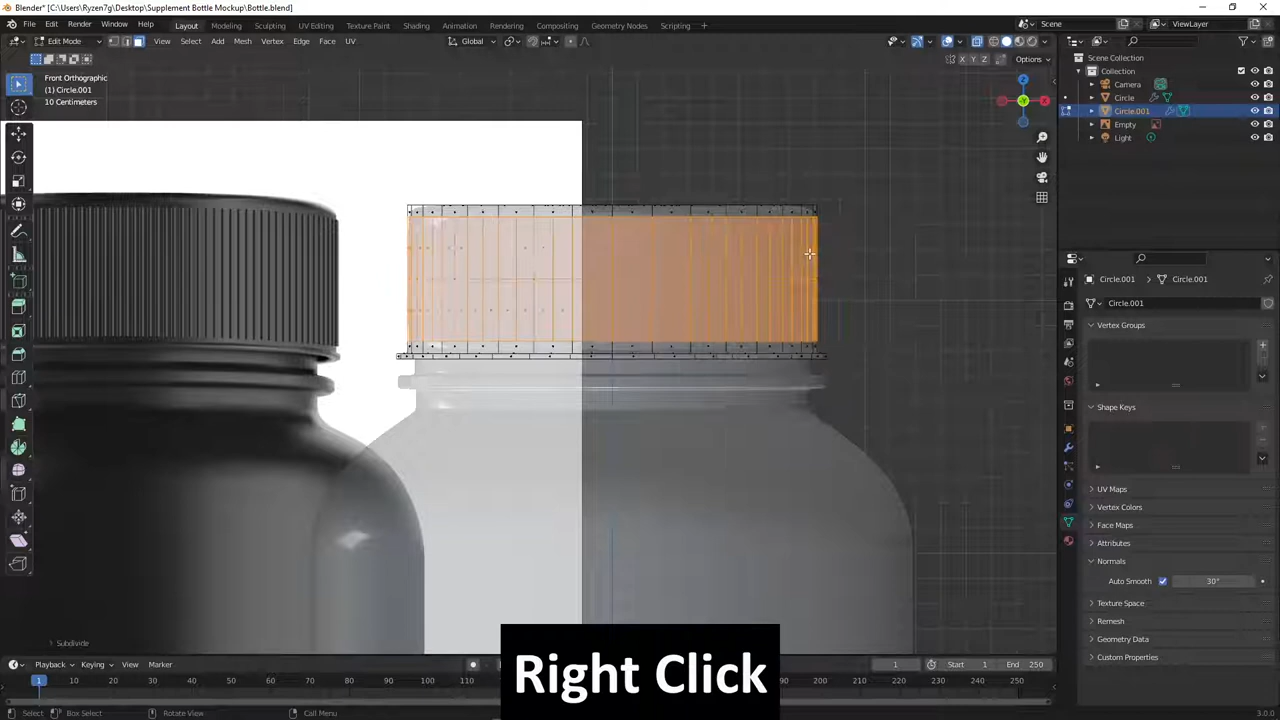 Blender* [C:\Users\Ryzen7g\Desktop\Supplement Bottle Mockup\Bottle.blend]
File Edit Render Window Help Layout Modeling Sculpting UV Editing Texture Paint Shading Animation Rendering Compositing Geometry Nodes Scripting + Scene ViewLayer
Edit Mode View Select Add Mesh Vertex Edge Face UV Global
X Y Z Options
Front Orthographic
(1) Circle.001
10 Centimeters
Scene Collection
Collection
Camera
Circle
Circle.001
Empty
Light
Circle.001 Circle.001
Circle.001
Vertex Groups
Shape Keys
UV Maps
Vertex Colors
Face Maps
Attributes
Normals
Auto Smooth 30°
Texture Space
Remesh
Geometry Data
Custom Properties
Subdivide
Right Click
Playback Keying View Marker 1 Start 1 End 250
Select Box Select Rotate View Call Menu 3.0.0